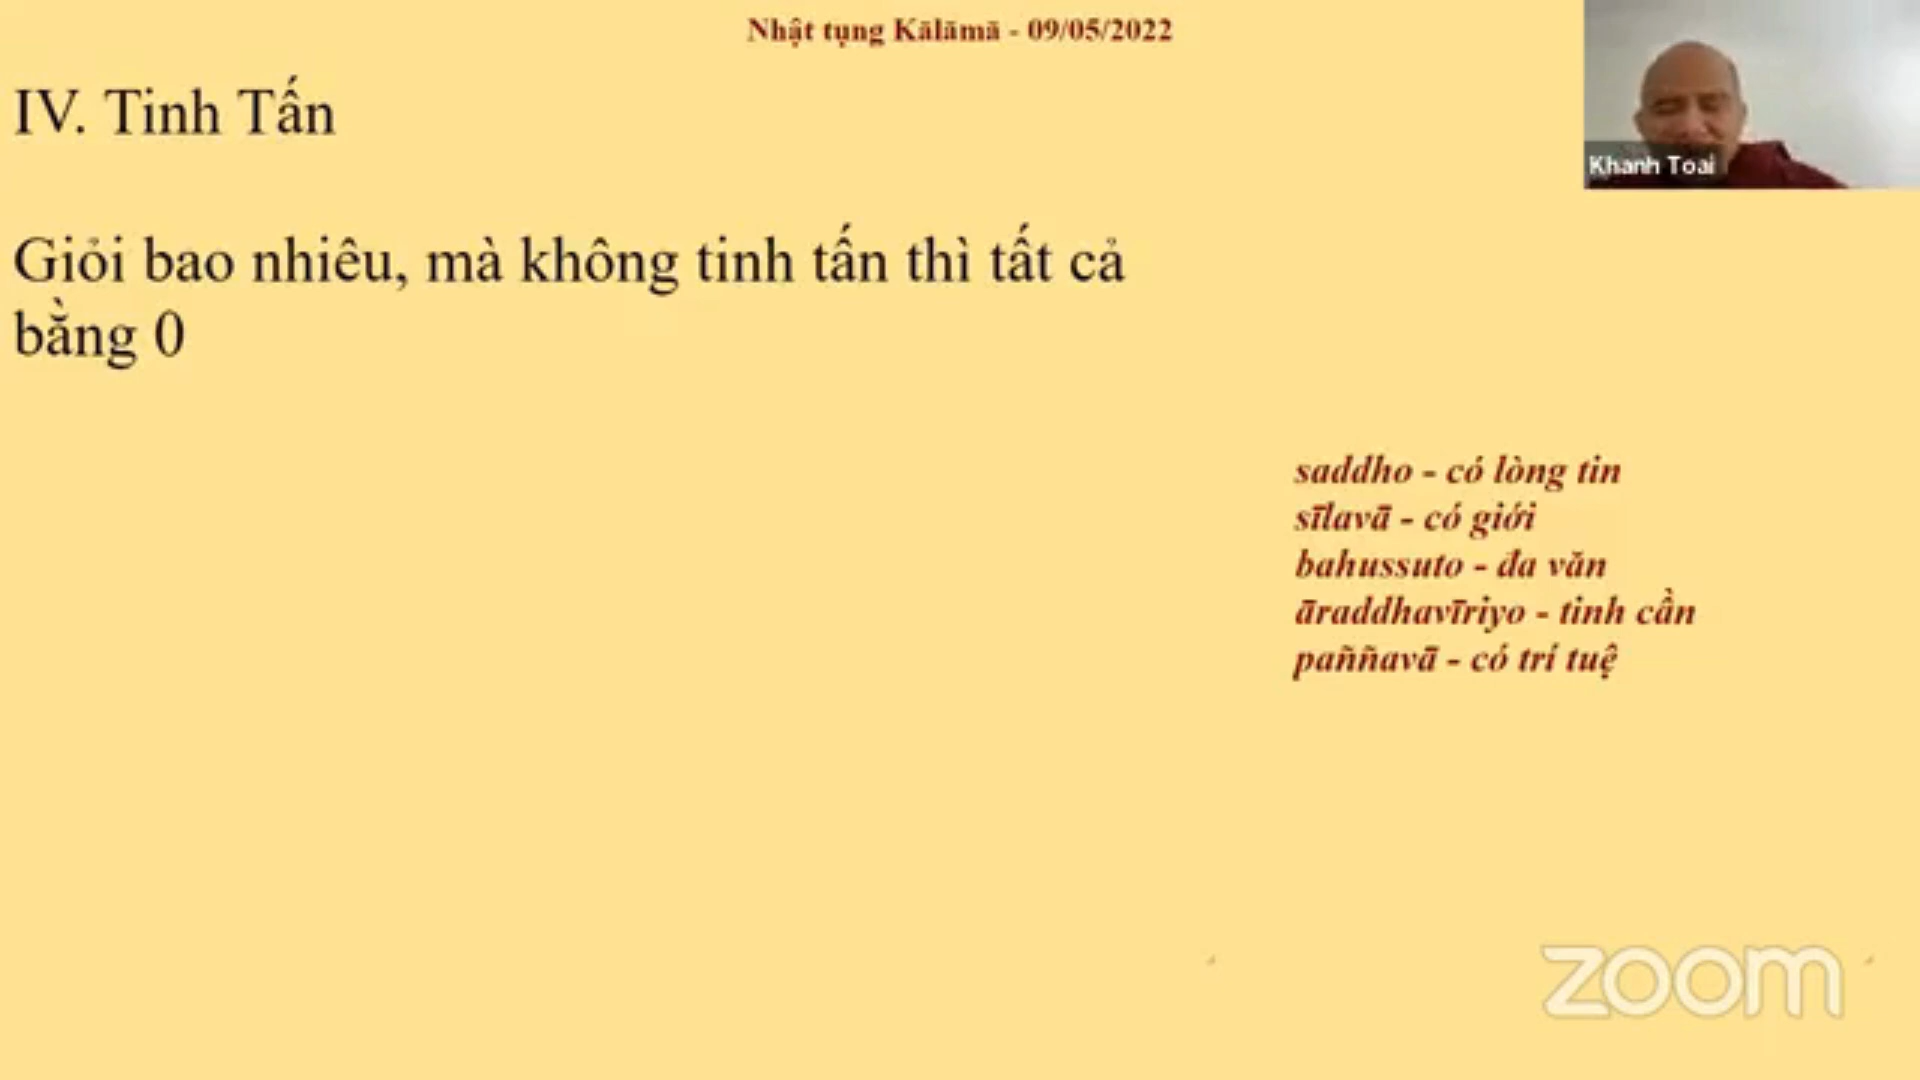 Nhật tụng Kālāmā - 09/05/2022
Khanh Toai
IV. Tinh Tấn
Giỏi bao nhiêu, mà không tinh tấn thì tất cả
bằng 0
saddho - có lòng tin
sīlavā - có giới
bahussuto - đa văn
āraddhavīriyo - tinh cần
paññavā - có trí tuệ
zoom